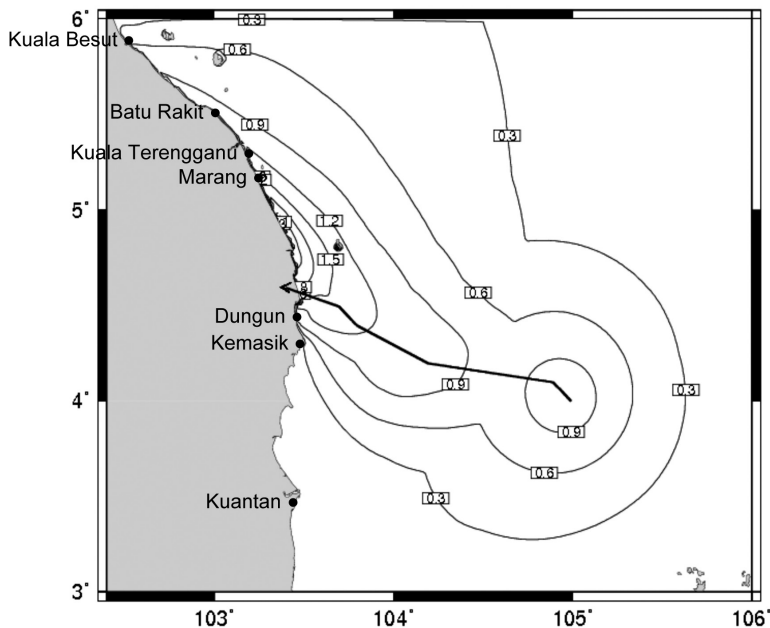 6°
0.3
Kuala Besut
0.6
Batu Rakit
0.9
0.3
Kuala Terengganu
Marang
5°
1.2
1.5
0.6
Dungun
Kemasik
0.9
0.3
4°
0.9
0.6
Kuantan
0.3
3°
103° 104° 105° 106°